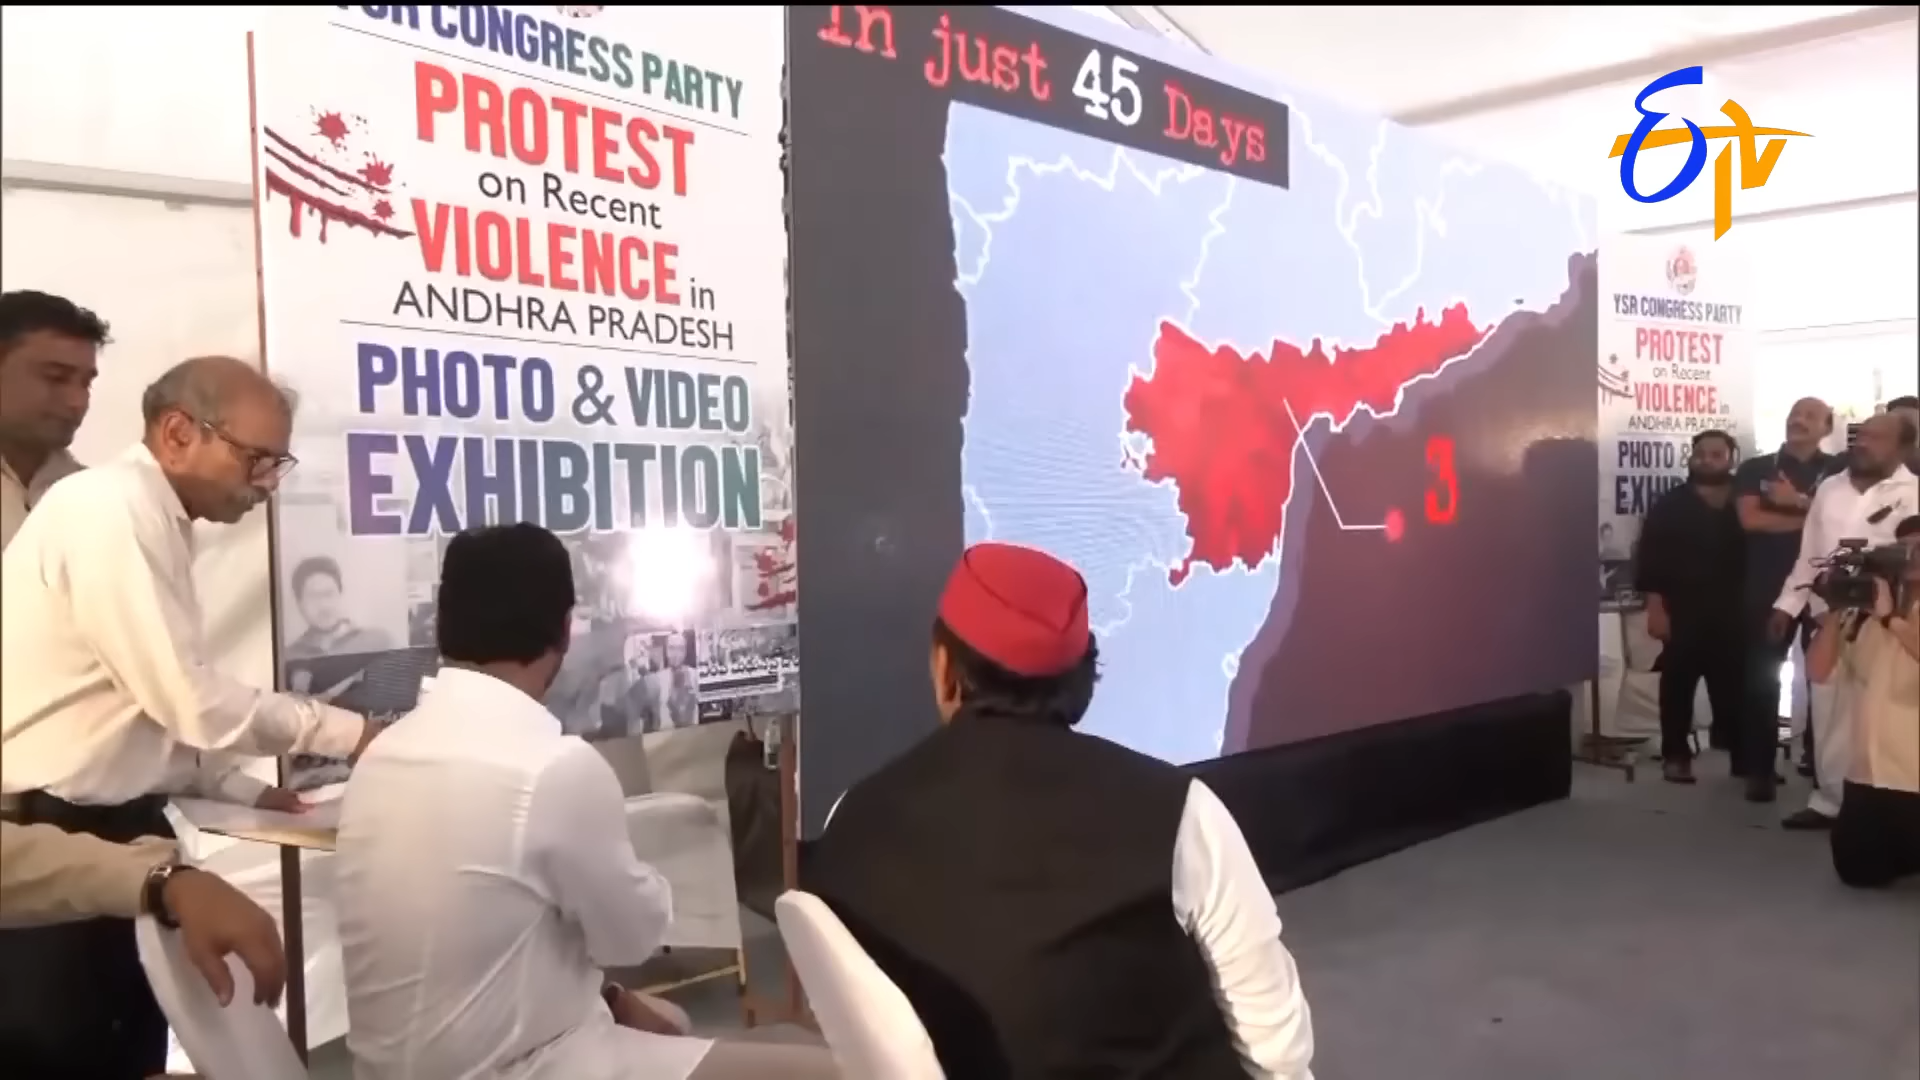 YSR CONGRESS PARTY
PROTEST
on Recent
VIOLENCE in
ANDHRA PRADESH
PHOTO & VIDEO
EXHIBITION
In just 45 Days
3
ETV
YSR CONGRESS PARTY
PROTEST
on Recent
VIOLENCE in
ANDHRA PRADESH
PHOTO &